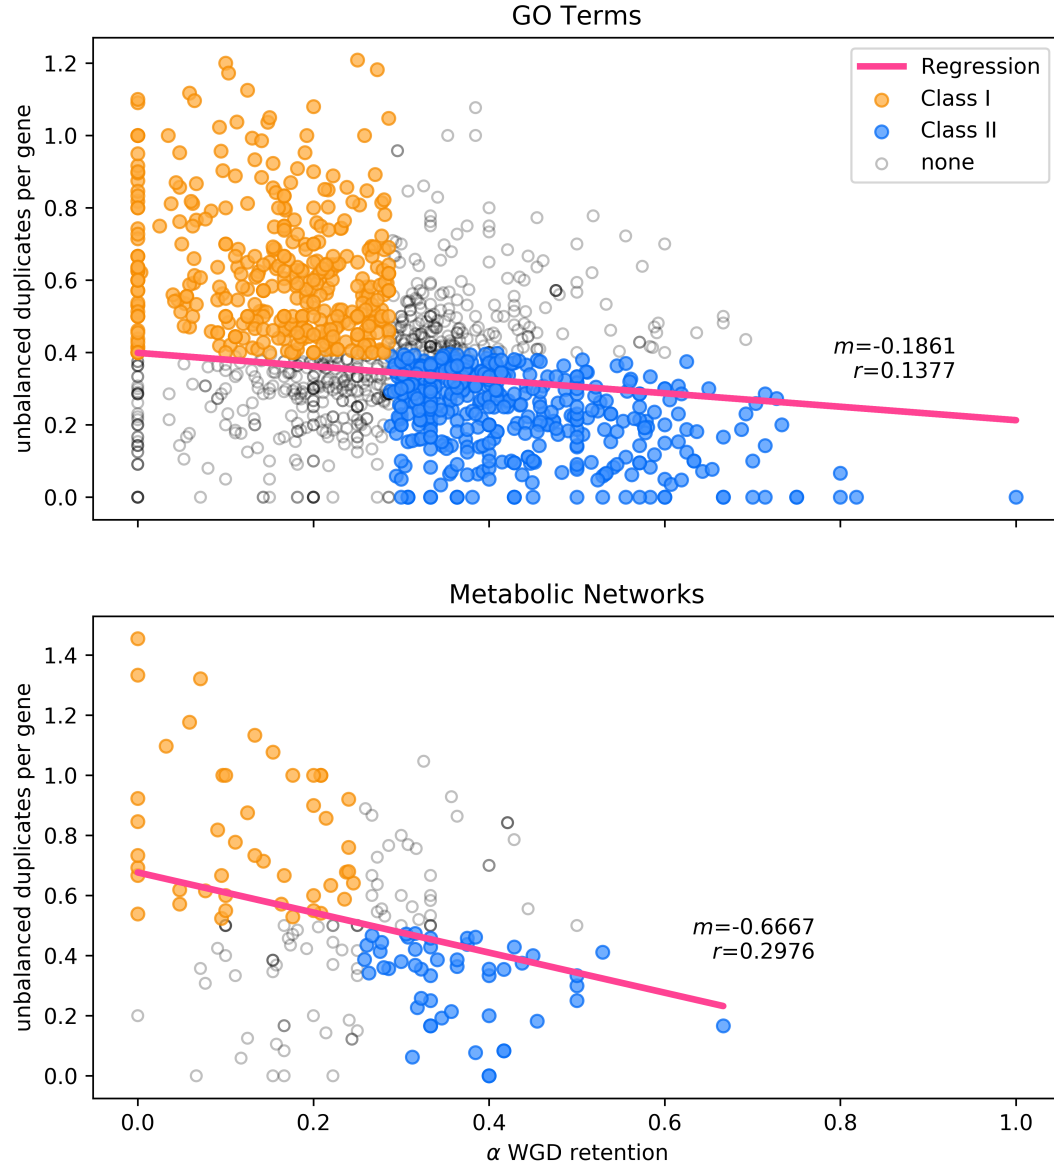 GO Terms
unbalanced duplicates per gene
1.2
1.0
0.8
0.6
0.4
0.2
0.0
Regression
Class I
Class II
none
m=-0.1861
r=0.1377
Metabolic Networks
unbalanced duplicates per gene
1.4
1.2
1.0
0.8
0.6
0.4
0.2
0.0
m=-0.6667
r=0.2976
0.0 0.2 0.4 0.6 0.8 1.0
α WGD retention